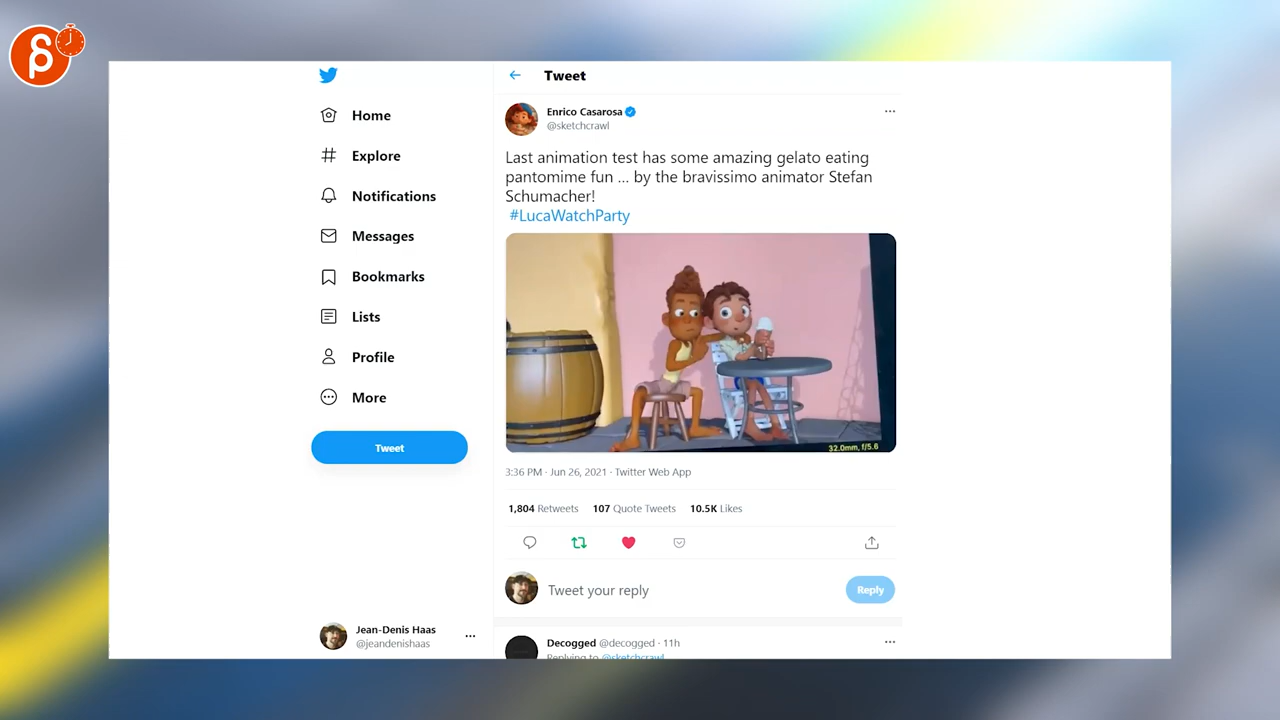 Tweet
Home
Explore
Notifications
Messages
Bookmarks
Lists
Profile
More
Tweet
Jean-Denis Haas
@jeandenishaas
Enrico Casarosa
@sketchcrawl
Last animation test has some amazing gelato eating
pantomime fun ... by the bravissimo animator Stefan
Schumacher!
#LucaWatchParty
32.0mm, f/5.6
3:36 PM · Jun 26, 2021 · Twitter Web App
1,804 Retweets 107 Quote Tweets 10.5K Likes
Tweet your reply
Reply
Decogged @decogged · 11h
Replying to @sketchcrawl